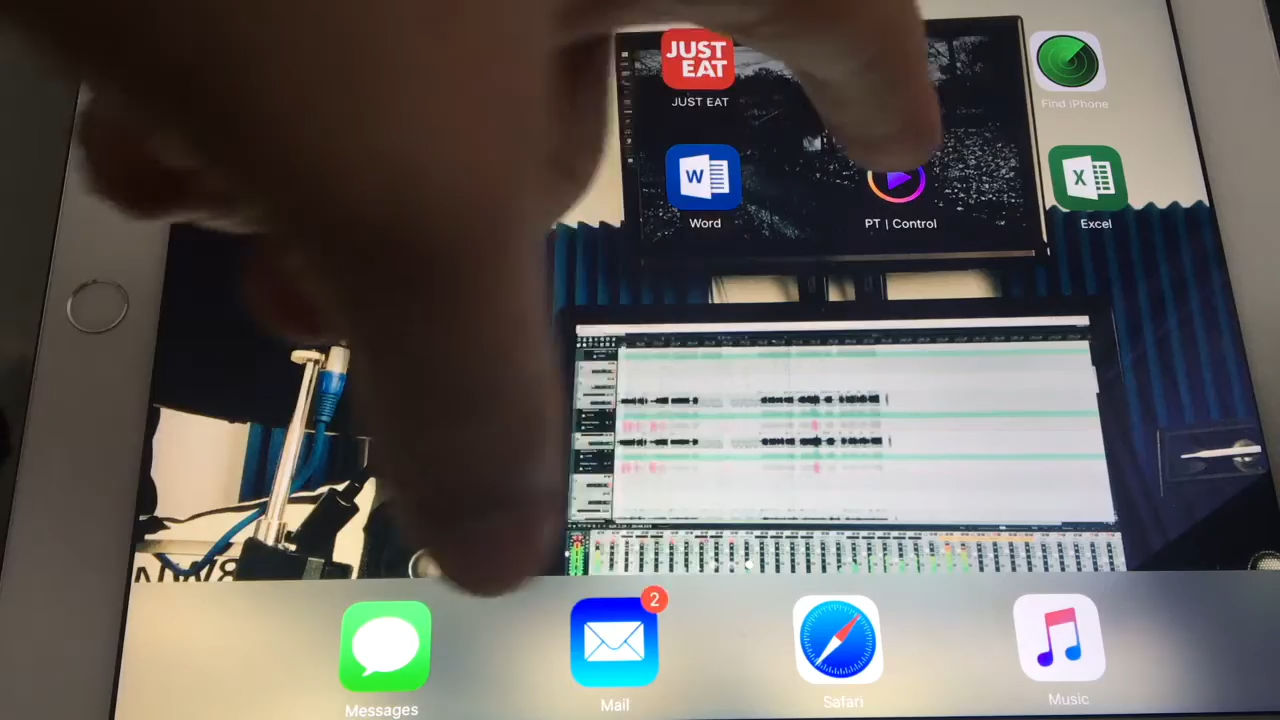 JUST
EAT
JUST EAT
Find iPhone
W
X
Word
PT | Control
Excel
2
Messages
Mail
Safari
Music